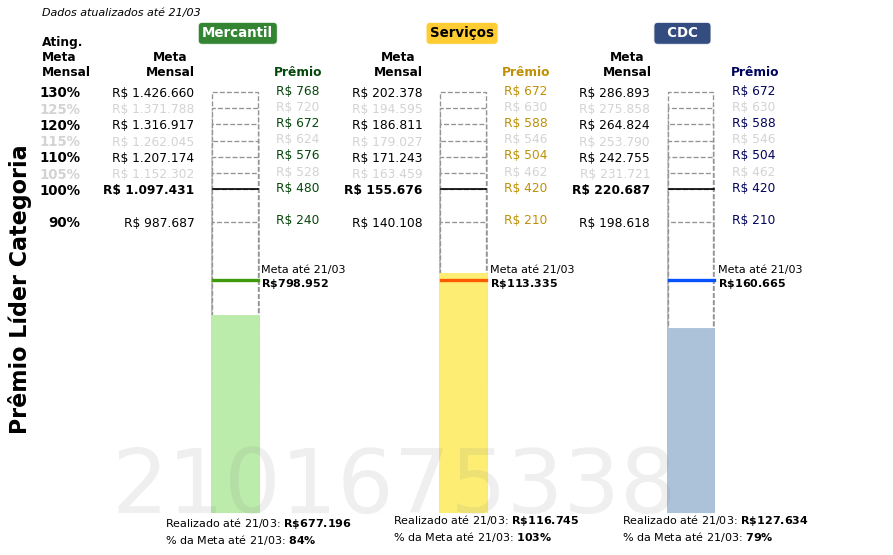 Dados atualizados até 21/03
Mercantil Serviços CDC
Ating. Meta Mensal Meta Mensal Prêmio Meta Mensal Prêmio Meta Mensal Prêmio
130% R$ 1.426.660 R$ 768 R$ 202.378 R$ 672 R$ 286.893 R$ 672
125% R$ 1.371.788 R$ 720 R$ 194.595 R$ 630 R$ 275.858 R$ 630
120% R$ 1.316.917 R$ 672 R$ 186.811 R$ 588 R$ 264.824 R$ 588
115% R$ 1.262.045 R$ 624 R$ 179.027 R$ 546 R$ 253.790 R$ 546
110% R$ 1.207.174 R$ 576 R$ 171.243 R$ 504 R$ 242.755 R$ 504
105% R$ 1.152.302 R$ 528 R$ 163.459 R$ 462 R$ 231.721 R$ 462
100% R$ 1.097.431 R$ 480 R$ 155.676 R$ 420 R$ 220.687 R$ 420
90% R$ 987.687 R$ 240 R$ 140.108 R$ 210 R$ 198.618 R$ 210
Meta até 21/03 Meta até 21/03 Meta até 21/03
R$798.952 R$113.335 R$160.665
Prêmio Líder Categoria
2101675338
Realizado até 21/03: R$677.196 Realizado até 21/03: R$116.745 Realizado até 21/03: R$127.634
% da Meta até 21/03: 84% % da Meta até 21/03: 103% % da Meta até 21/03: 79%